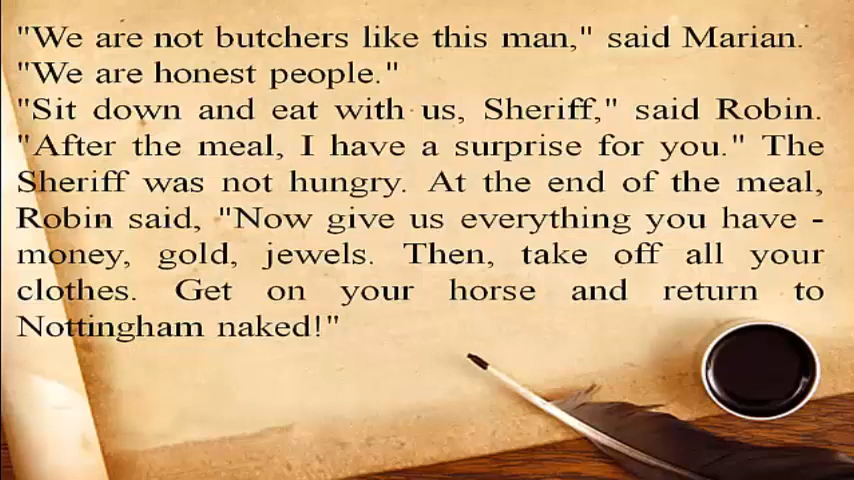 "We are not butchers like this man," said Marian.
"We are honest people."
"Sit down and eat with us, Sheriff," said Robin.
"After the meal, I have a surprise for you." The
Sheriff was not hungry. At the end of the meal,
Robin said, "Now give us everything you have -
money, gold, jewels. Then, take off all your
clothes. Get on your horse and return to
Nottingham naked!"